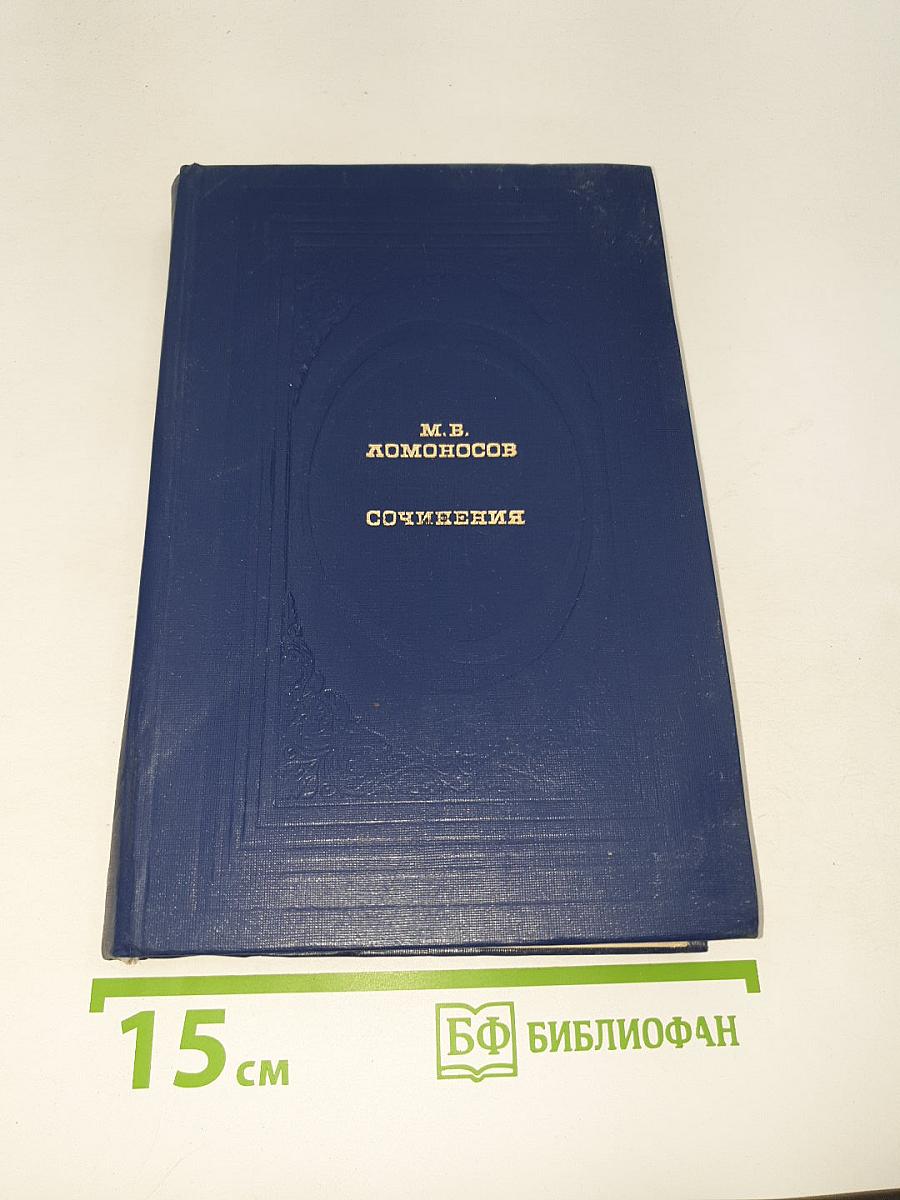 М.В.
ЛОМОНОСОВ
СОЧИНЕНИЯ
15 см
БФ БИБЛИОФАН